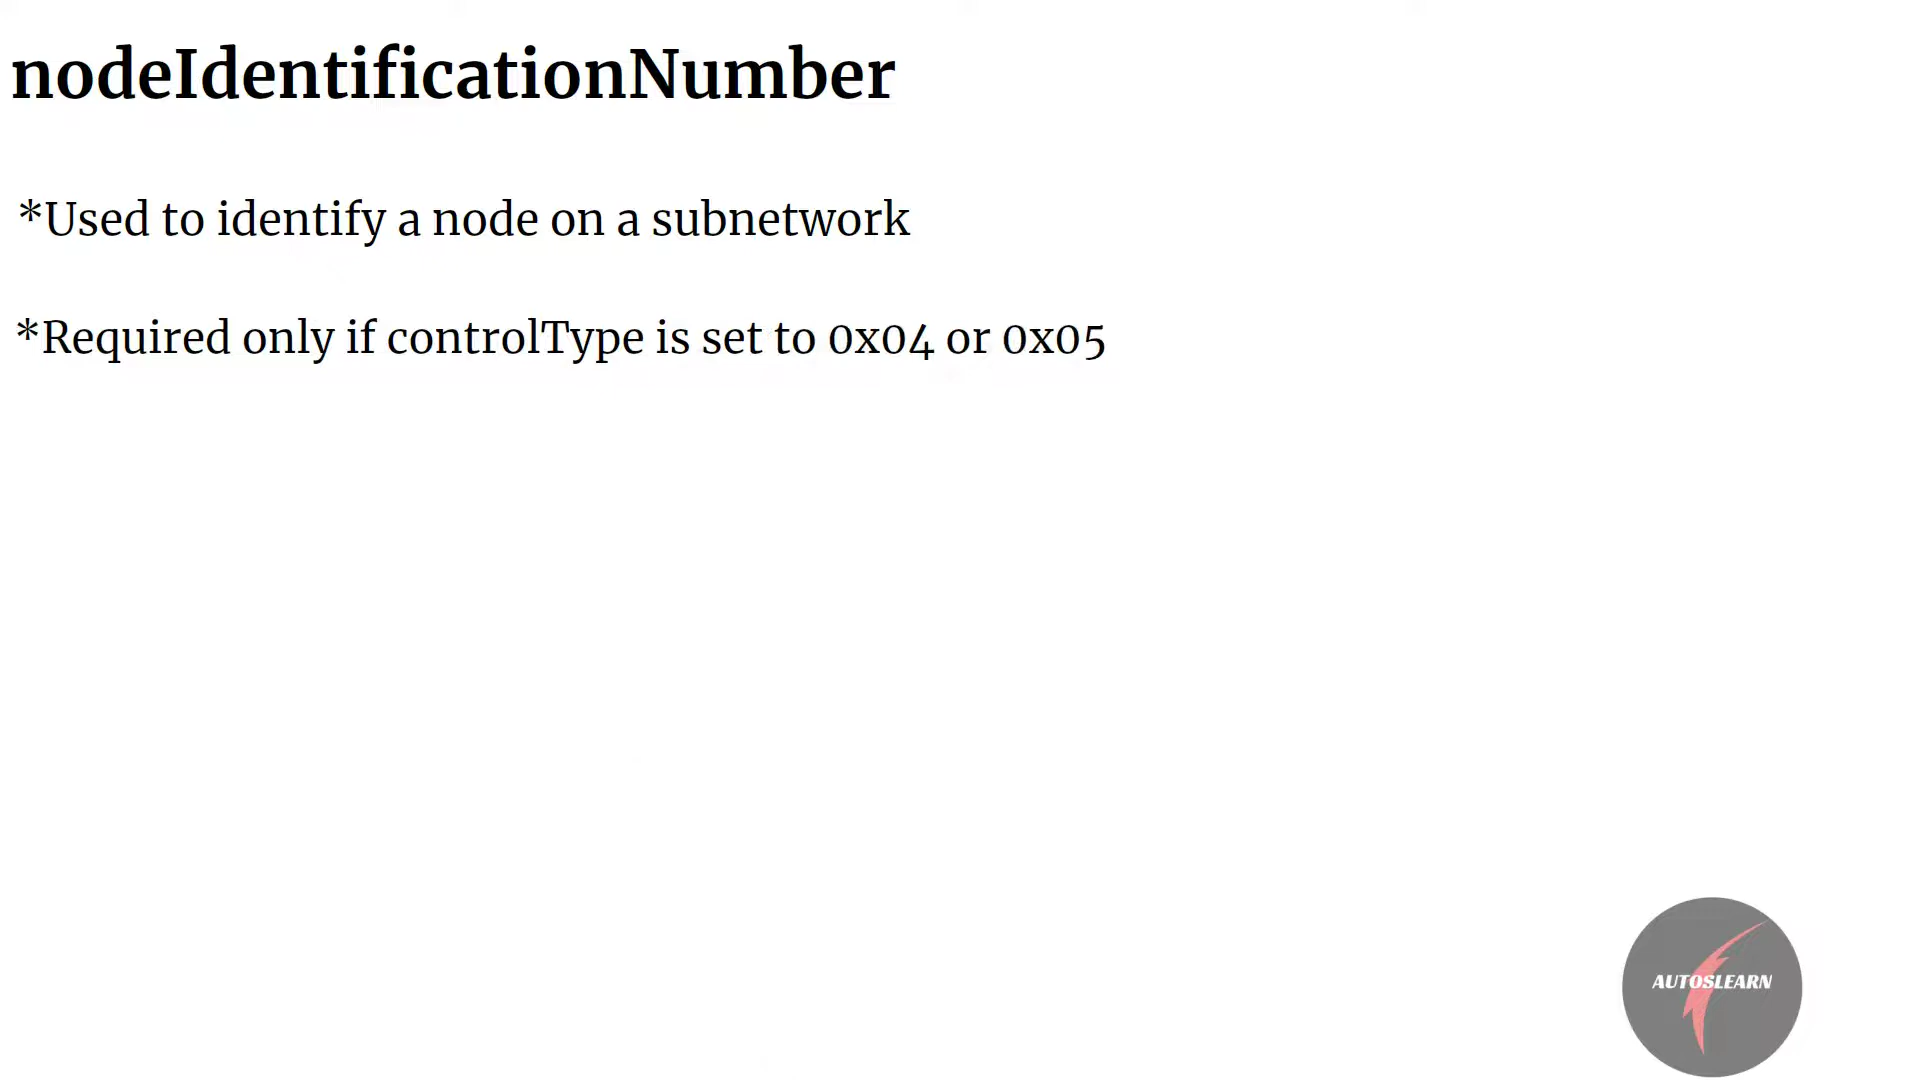 nodeIdentificationNumber
*Used to identify a node on a subnetwork
*Required only if controlType is set to 0x04 or 0x05
AUTOSLEARN